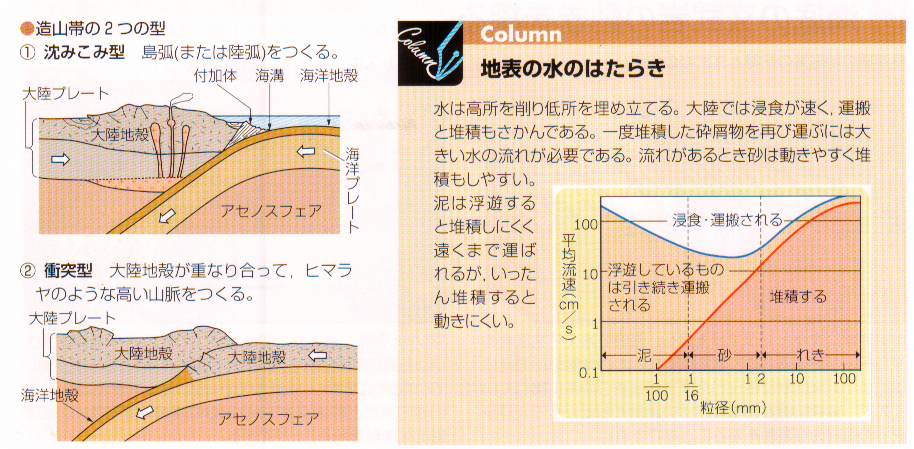 ●造山帯の2つの型
① 沈みこみ型　島弧(または陸弧)をつくる。
付加体　海溝　海洋地殻
大陸プレート
大陸地殻
海洋プレート
アセノスフェア
② 衝突型　大陸地殻が重なり合って，ヒマラ
ヤのような高い山脈をつくる。
大陸プレート
大陸地殻　大陸地殻
海洋地殻
アセノスフェア
Column
Column
地表の水のはたらき
水は高所を削り低所を埋め立てる。大陸では浸食が速く，運搬
と堆積もさかんである。一度堆積した砕屑物を再び運ぶには大
きい水の流れが必要である。流れがあるとき砂は動きやすく堆
積もしやすい。
泥は浮遊する
と堆積しにくく
遠くまで運ば
れるが，いった
ん堆積すると
動きにくい。
平均流速(cm/s)
100
10
1
0.1
浸食・運搬される
浮遊しているもの
は引き続き運搬
される
堆積する
泥　砂　れき
1/100　1/16　1　2　10　100
粒径(mm)